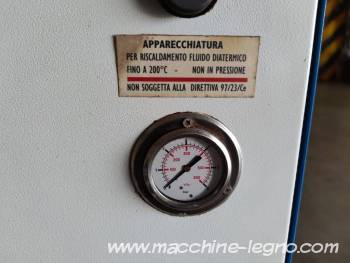 APPARECCHIATURA
PER RISCALDAMENTO FLUIDO DIATERMICO
FINO A 200°C - NON IN PRESSIONE
NON SOGGETTA ALLA DIRETTIVA 97/23/Ce
www.macchine-legno.com